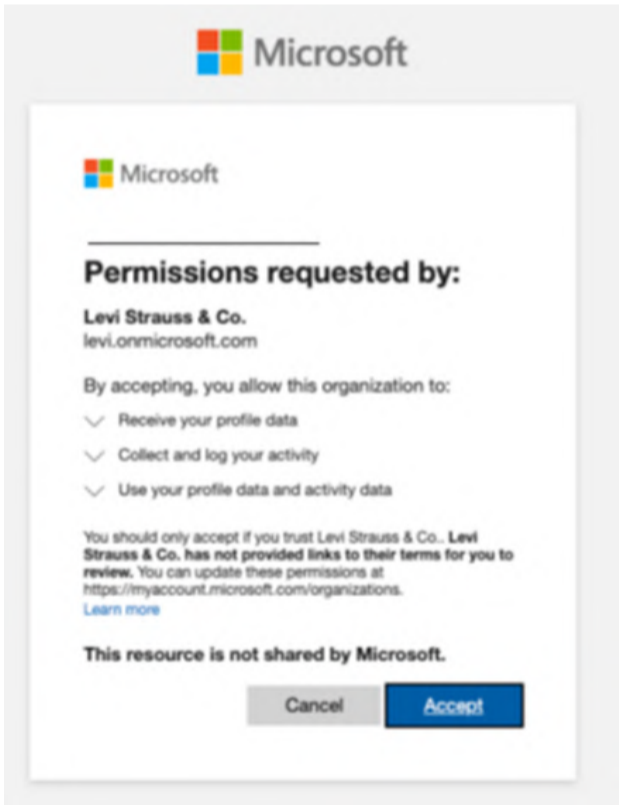 Microsoft
Microsoft
Permissions requested by:
Levi Strauss & Co.
levi.onmicrosoft.com
By accepting, you allow this organization to:
Receive your profile data
Collect and log your activity
Use your profile data and activity data
You should only accept if you trust Levi Strauss & Co.. Levi
Strauss & Co. has not provided links to their terms for you to
review. You can update these permissions at
https://myaccount.microsoft.com/organizations.
Learn more
This resource is not shared by Microsoft.
Cancel Accept